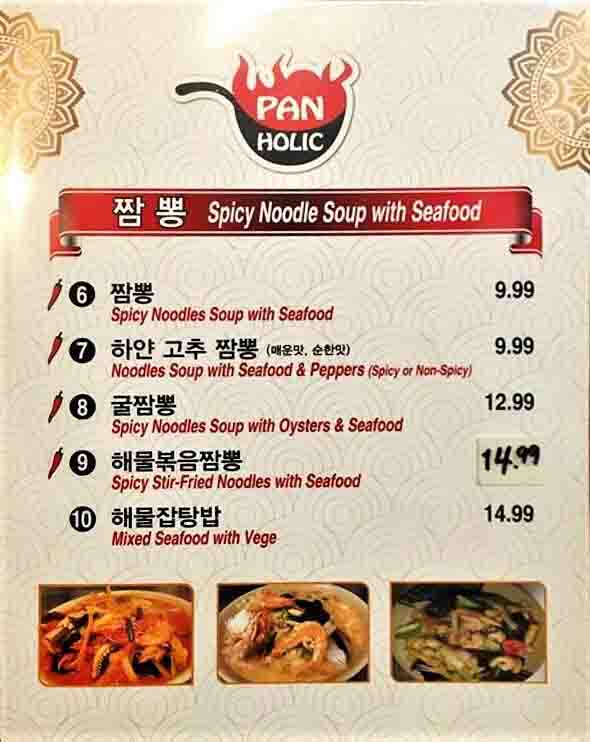 PAN
HOLIC
짬 뽕 Spicy Noodle Soup with Seafood
6 짬뽕 9.99
Spicy Noodles Soup with Seafood
7 하얀 고추 짬뽕 (매운맛, 순한맛) 9.99
Noodles Soup with Seafood & Peppers (Spicy or Non-Spicy)
8 굴짬뽕 12.99
Spicy Noodles Soup with Oysters & Seafood
9 해물볶음짬뽕 14.99
Spicy Stir-Fried Noodles with Seafood
10 해물잡탕밥 14.99
Mixed Seafood with Vege